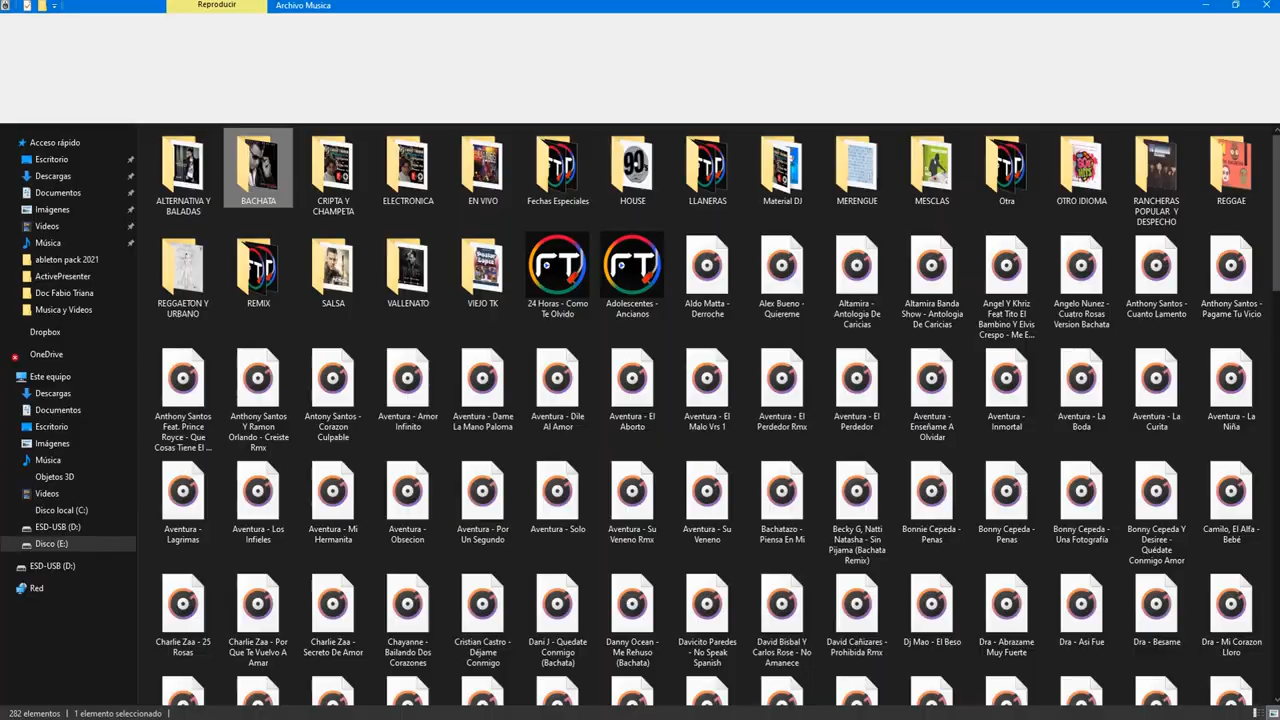 Reproducir
Archivo Musica
Acceso rápido
Escritorio
Descargas
Documentos
Imágenes
Videos
Música
ableton pack 2021
ActivePresenter
Doc Fabio Triana
Musica y Videos
Dropbox
OneDrive
Este equipo
Descargas
Documentos
Escritorio
Imágenes
Música
Objetos 3D
Videos
Disco local (C:)
ESD-USB (D:)
Disco (E:)
ESD-USB (D:)
Red
ALTERNATIVA Y
BALADAS
BACHATA
CRIPTA Y
CHAMPETA
ELECTRONICA
EN VIVO
Fechas Especiales
HOUSE
LLANERAS
Material DJ
MERENGUE
MESCLAS
Otra
OTRO IDIOMA
RANCHERAS
POPULAR Y
DESPECHO
REGGAE
REGGAETON Y
URBANO
REMIX
SALSA
VALLENATO
VIEJO TK
24 Horas - Como
Te Olvido
Adolescentes -
Ancianos
Aldo Matta -
Derroche
Alex Bueno -
Quiereme
Altamira -
Antologia De
Caricias
Altamira Banda
Show - Antologia
De Caricias
Angel Y Khriz
Feat Tito El
Bambino Y Elvis
Crespo - Me E...
Angelo Nunez -
Cuatro Rosas
Version Bachata
Anthony Santos -
Cuanto Lamento
Anthony Santos -
Pagame Tu Vicio
Anthony Santos
Feat. Prince
Royce - Que
Cosas Tiene El ...
Anthony Santos
Y Ramon
Orlando - Creiste
Rmx
Antony Santos -
Corazon
Culpable
Aventura - Amor
Infinito
Aventura - Dame
La Mano Paloma
Aventura - Dile
Al Amor
Aventura - El
Aborto
Aventura - El
Malo Vrs 1
Aventura - El
Perdedor Rmx
Aventura - El
Perdedor
Aventura -
Enseñame A
Olvidar
Aventura -
Inmortal
Aventura - La
Boda
Aventura - La
Curita
Aventura - La
Niña
Aventura -
Lagrimas
Aventura - Los
Infieles
Aventura - Mi
Hermanita
Aventura -
Obsecion
Aventura - Por
Un Segundo
Aventura - Solo
Aventura - Su
Veneno Rmx
Aventura - Su
Veneno
Bachatazo -
Piensa En Mi
Becky G, Natti
Natasha - Sin
Pijama (Bachata
Remix)
Bonnie Cepeda -
Penas
Bonny Cepeda -
Penas
Bonny Cepeda -
Una Fotografía
Bonny Cepeda Y
Desiree -
Quédate
Conmigo Amor
Camilo, El Alfa -
Bebé
Charlie Zaa - 25
Rosas
Charlie Zaa - Por
Que Te Vuelvo A
Amar
Charlie Zaa -
Secreto De Amor
Chayanne -
Bailando Dos
Corazones
Cristian Castro -
Déjame
Conmigo
Dani J - Quedate
Conmigo
(Bachata)
Danny Ocean -
Me Rehuso
(Bachata)
Davicito Paredes
- No Speak
Spanish
David Bisbal Y
Carlos Rose - No
Amanece
David Cañizares -
Prohibida Rmx
Dj Mao - El Beso
Dra - Abrazame
Muy Fuerte
Dra - Asi Fue
Dra - Besame
Dra - Mi Corazon
Lloro
282 elementos
1 elemento seleccionado